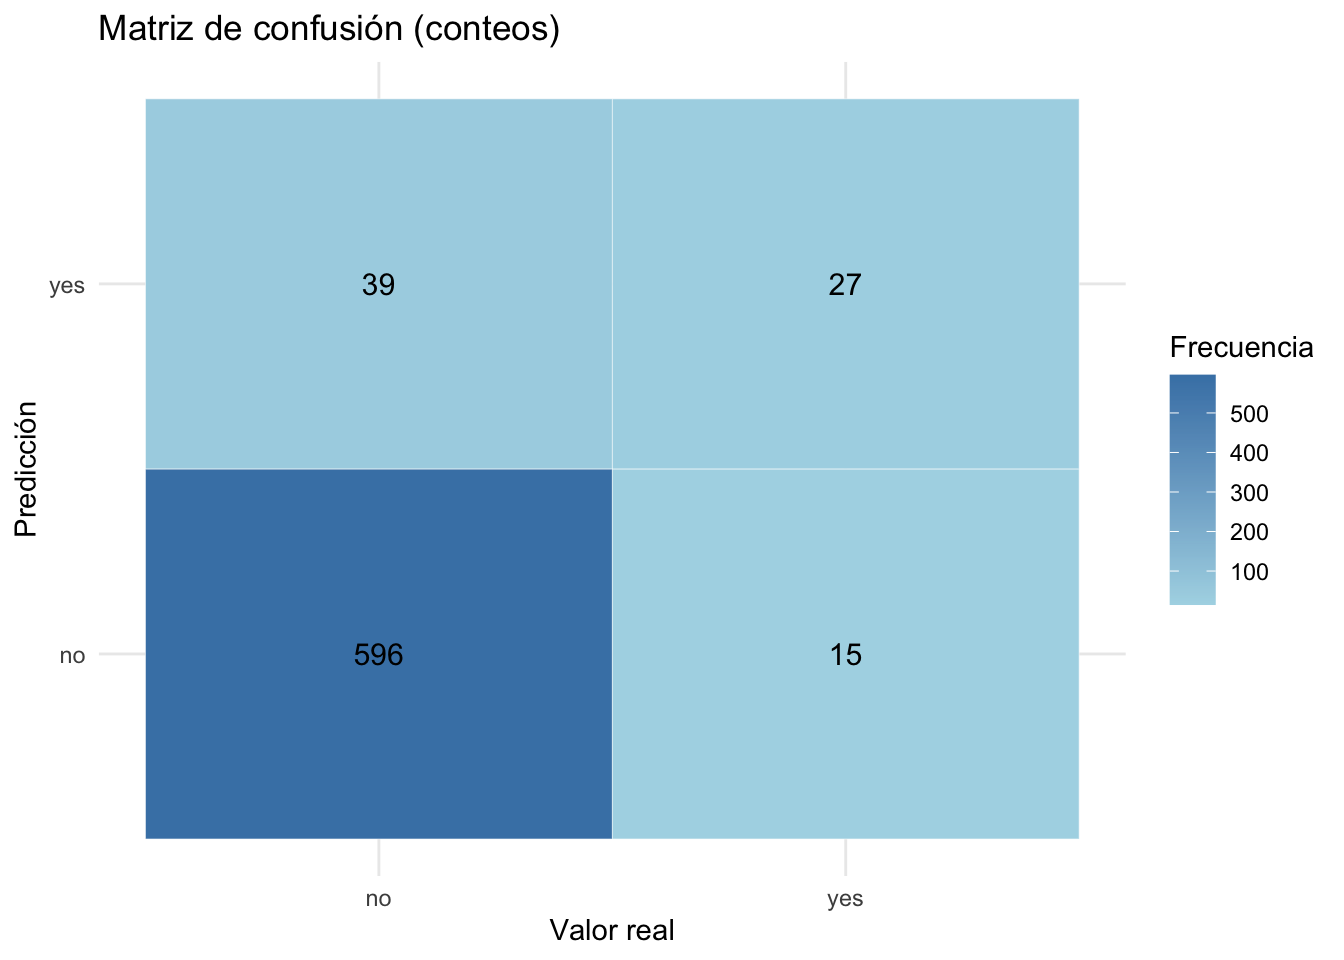 Matriz de confusión (conteos)
Predicción
yes
no
39
27
596
15
no
yes
Valor real
Frecuencia
500
400
300
200
100